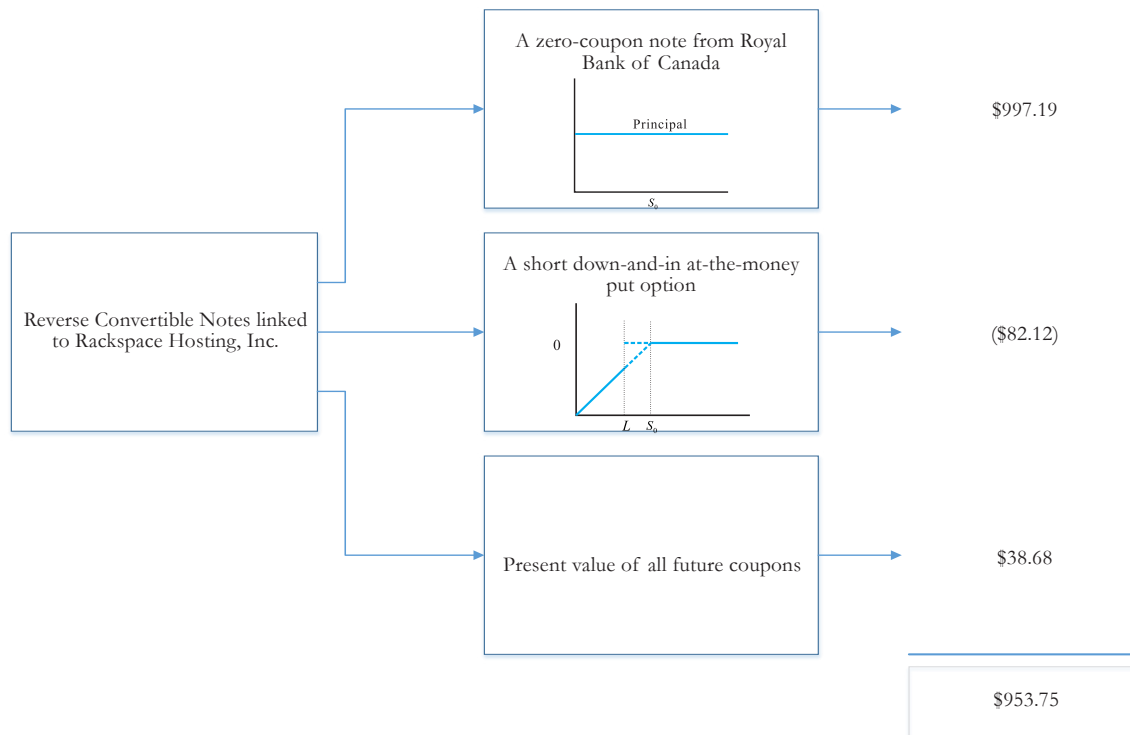 A zero-coupon note from Royal
Bank of Canada
Principal
S₀
$997.19
Reverse Convertible Notes linked
to Rackspace Hosting, Inc.
A short down-and-in at-the-money
put option
0
L S₀
($82.12)
Present value of all future coupons
$38.68
$953.75